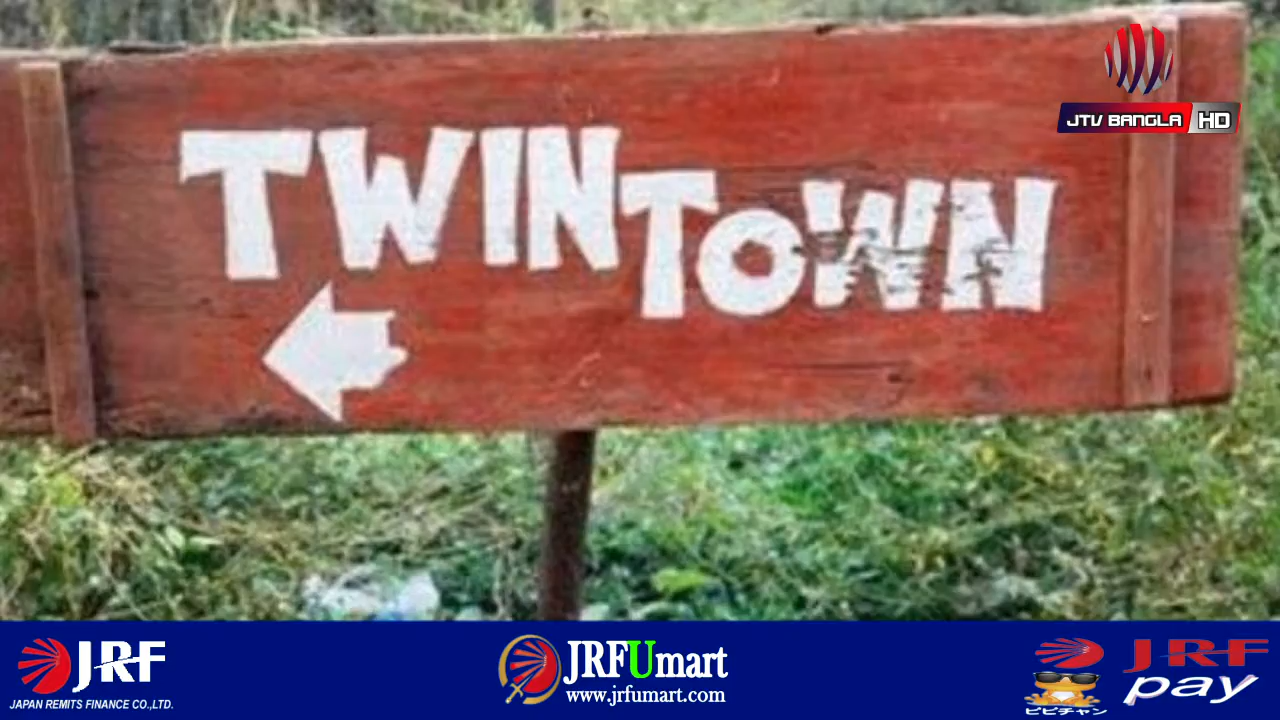 TWIN TOWN
JTV BANGLA HD
JRF
JAPAN REMITS FINANCE CO.,LTD.
JRFUmart
www.jrfumart.com
JRF
pay
ピピチャン